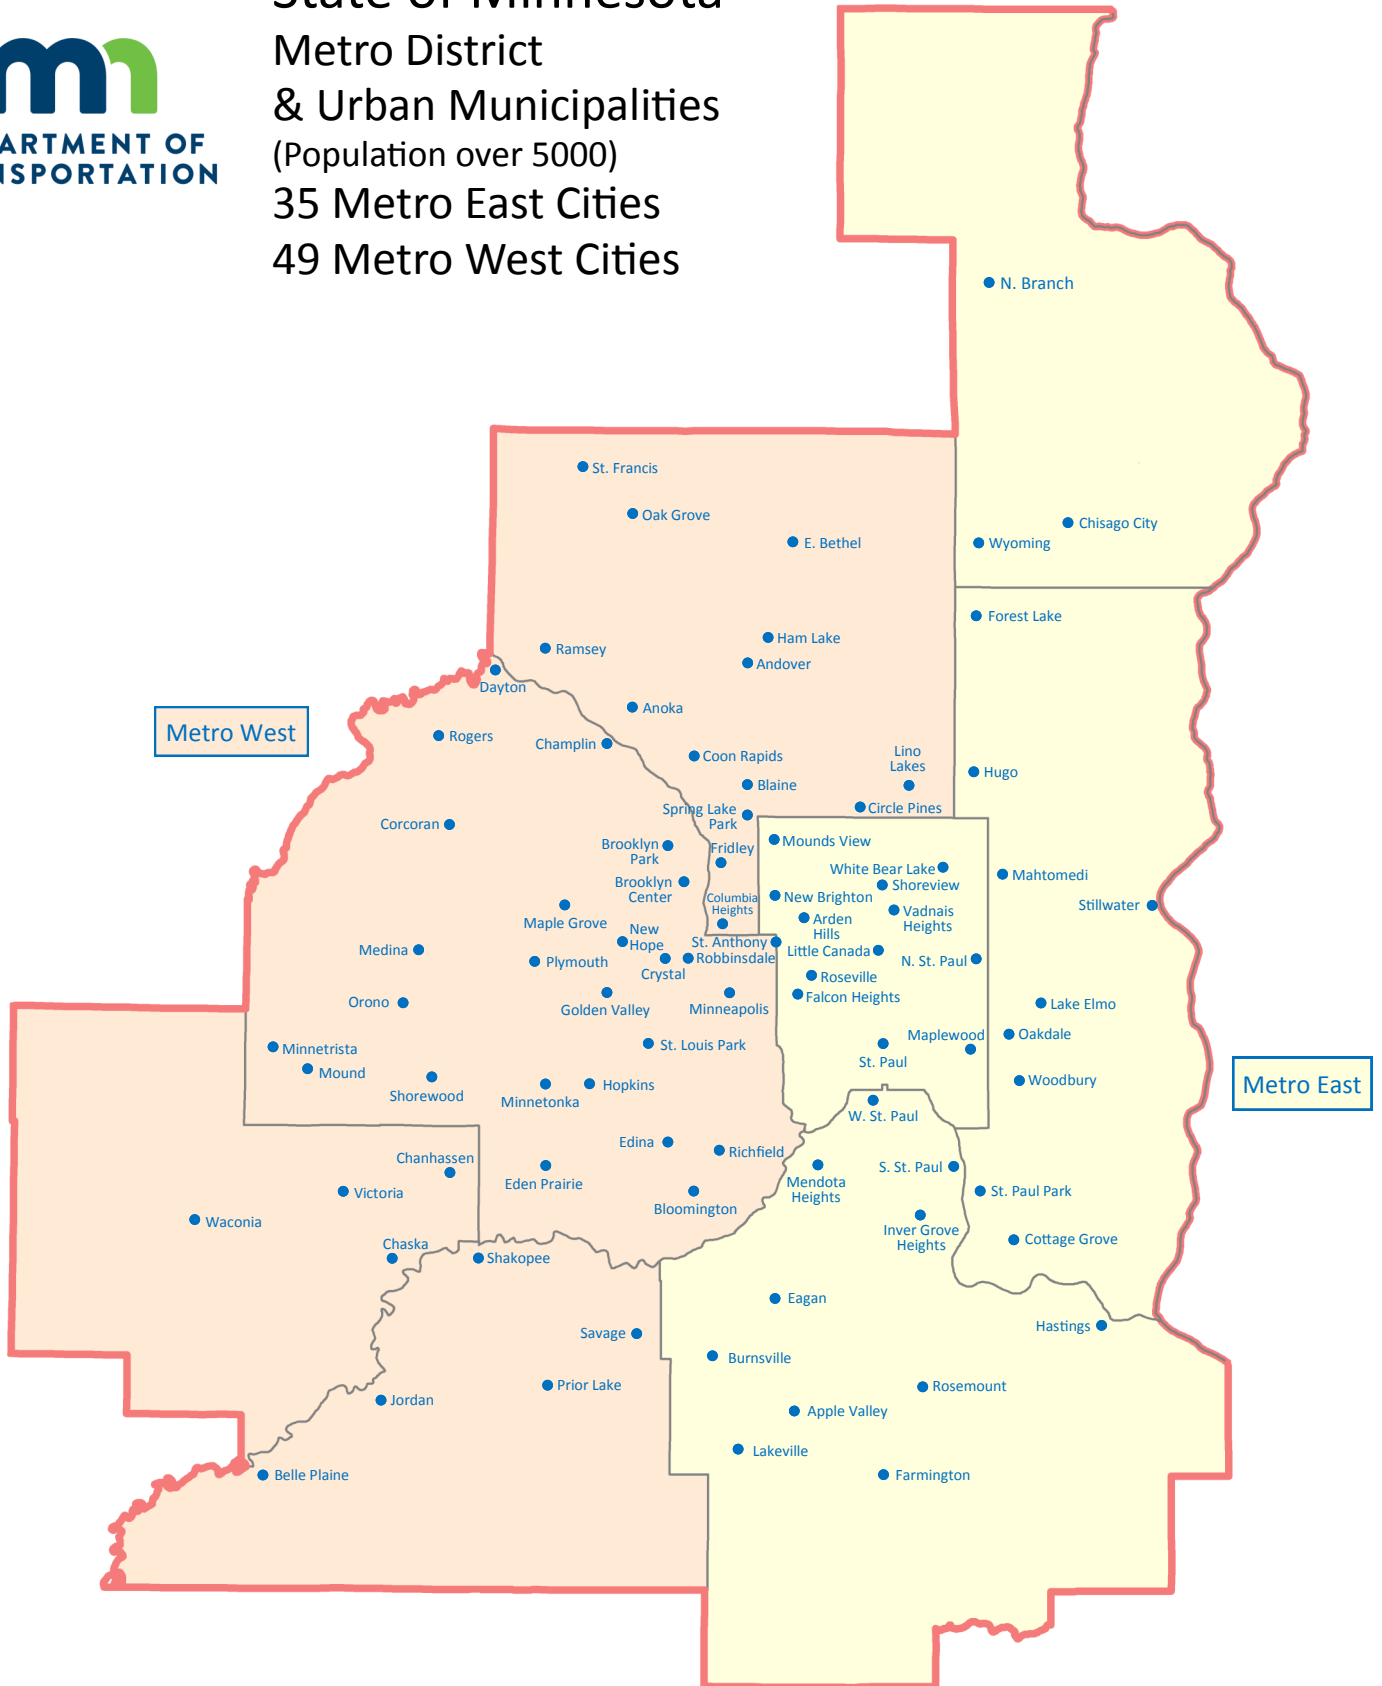 State of Minnesota
Metro District
& Urban Municipalities
(Population over 5000)
35 Metro East Cities
49 Metro West Cities
mn
ARTMENT OF
NSPORTATION
N. Branch
St. Francis
Oak Grove
E. Bethel
Chisago City
Wyoming
Forest Lake
Ham Lake
Ramsey
Andover
Dayton
Anoka
Metro West
Rogers
Champlin
Coon Rapids
Lino
Lakes
Hugo
Blaine
Circle Pines
Spring Lake
Park
Corcoran
Mounds View
Brooklyn
Park
Fridley
White Bear Lake
Shoreview
Mahtomedi
Brooklyn
Center
Columbia
Heights
New Brighton
Stillwater
Maple Grove
Arden
Hills
Vadnais
Heights
New
Hope
St. Anthony
Little Canada
Medina
Plymouth
Crystal
Robbinsdale
N. St. Paul
Roseville
Falcon Heights
Orono
Golden Valley
Minneapolis
Lake Elmo
Oakdale
Maplewood
Minnetrista
St. Louis Park
St. Paul
Mound
Shorewood
Minnetonka
Hopkins
Woodbury
Metro East
W. St. Paul
Edina
Richfield
Chanhassen
Eden Prairie
Mendota
Heights
S. St. Paul
Victoria
St. Paul Park
Bloomington
Waconia
Inver Grove
Heights
Cottage Grove
Chaska
Shakopee
Eagan
Hastings
Savage
Burnsville
Prior Lake
Rosemount
Jordan
Apple Valley
Lakeville
Belle Plaine
Farmington